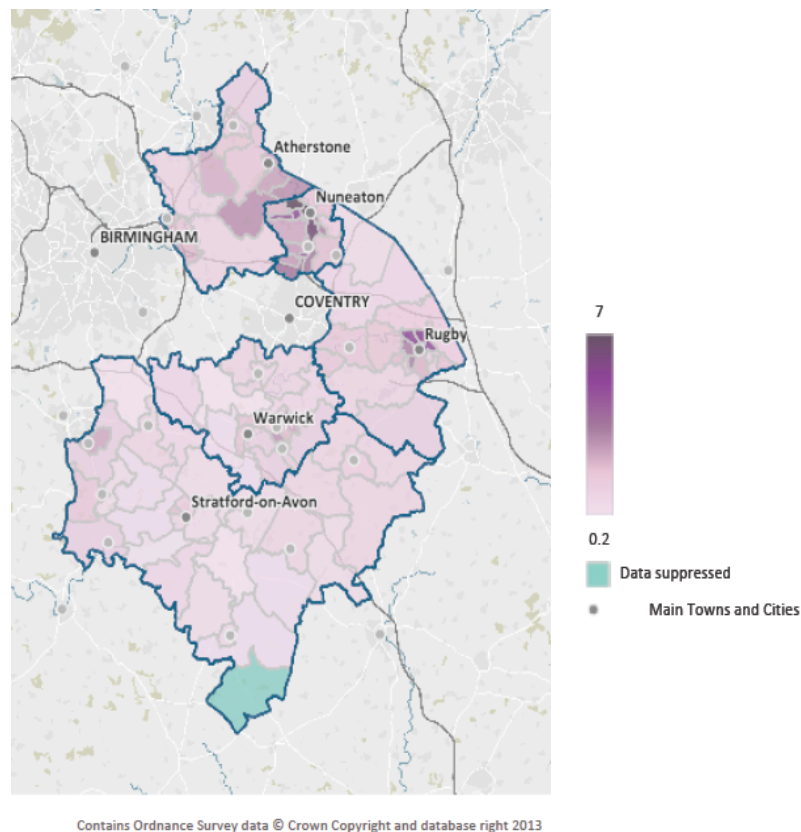 Atherstone
Nuneaton
BIRMINGHAM
COVENTRY
Rugby
Warwick
Stratford-on-Avon
7
0.2
Data suppressed
Main Towns and Cities
Contains Ordnance Survey data © Crown Copyright and database right 2013